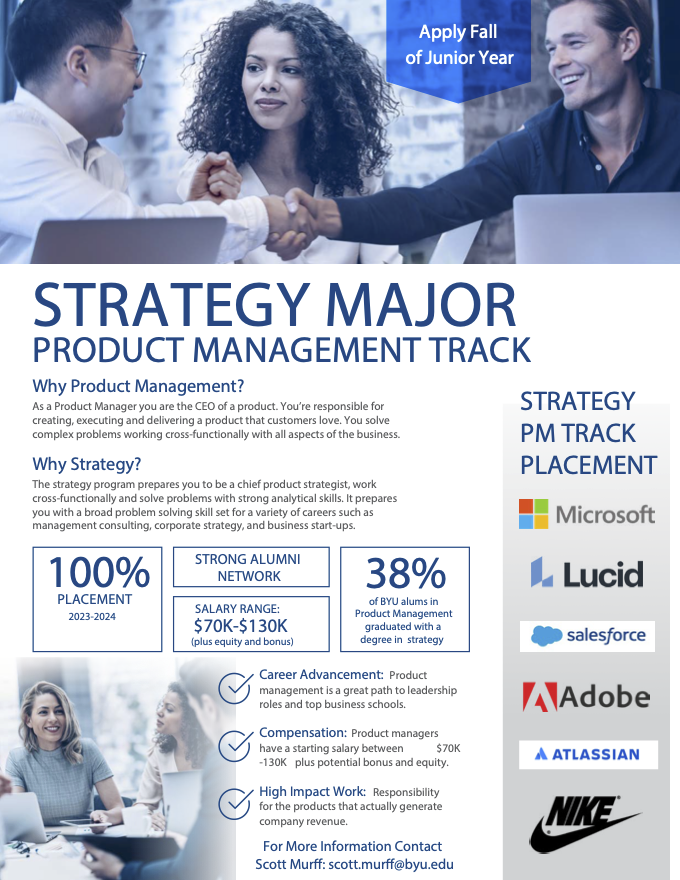 Apply Fall
of Junior Year
STRATEGY MAJOR
PRODUCT MANAGEMENT TRACK
Why Product Management?
As a Product Manager you are the CEO of a product. You're responsible for
creating, executing and delivering a product that customers love. You solve
complex problems working cross-functionally with all aspects of the business.
Why Strategy?
The strategy program prepares you to be a chief product strategist, work
cross-functionally and solve problems with strong analytical skills. It prepares
you with a broad problem solving skill set for a variety of careers such as
management consulting, corporate strategy, and business start-ups.
100%
PLACEMENT
2023-2024
STRONG ALUMNI
NETWORK
SALARY RANGE:
$70K-$130K
(plus equity and bonus)
38%
of BYU alums in
Product Management
graduated with a
degree in strategy
Career Advancement: Product
management is a great path to leadership
roles and top business schools.
Compensation: Product managers
have a starting salary between $70K
-130K plus potential bonus and equity.
High Impact Work: Responsibility
for the products that actually generate
company revenue.
For More Information Contact
Scott Murff: scott.murff@byu.edu
STRATEGY
PM TRACK
PLACEMENT
Microsoft
Lucid
salesforce
Adobe
ATLASSIAN
NIKE